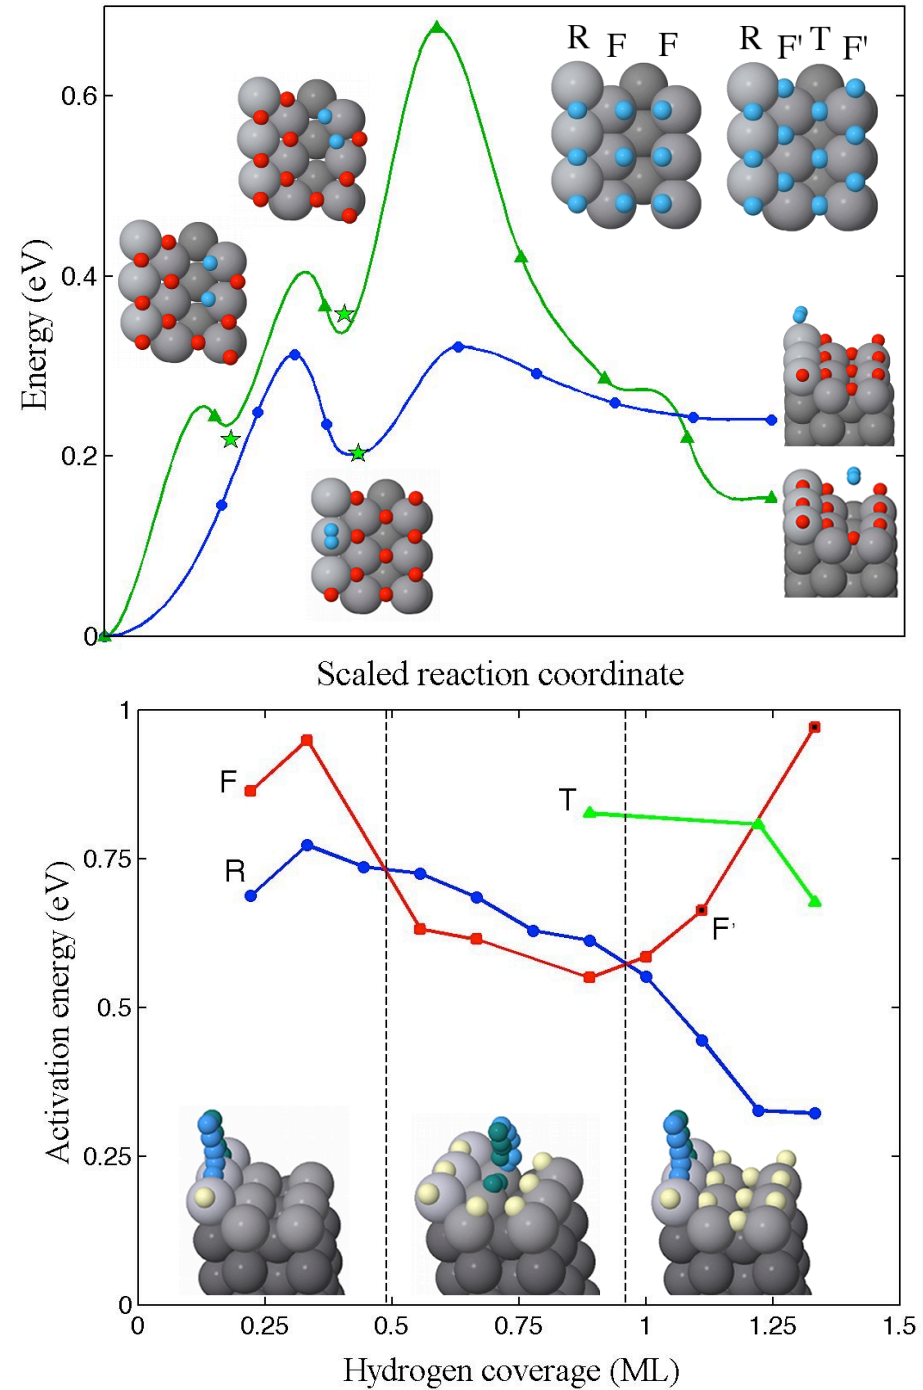 R F F R F' T F'
0.6
0.4
0.2
0
Energy (eV)
Scaled reaction coordinate
1
0.75
0.5
0.25
0
Activation energy (eV)
F
R
T
F'
0 0.25 0.5 0.75 1 1.25 1.5
Hydrogen coverage (ML)